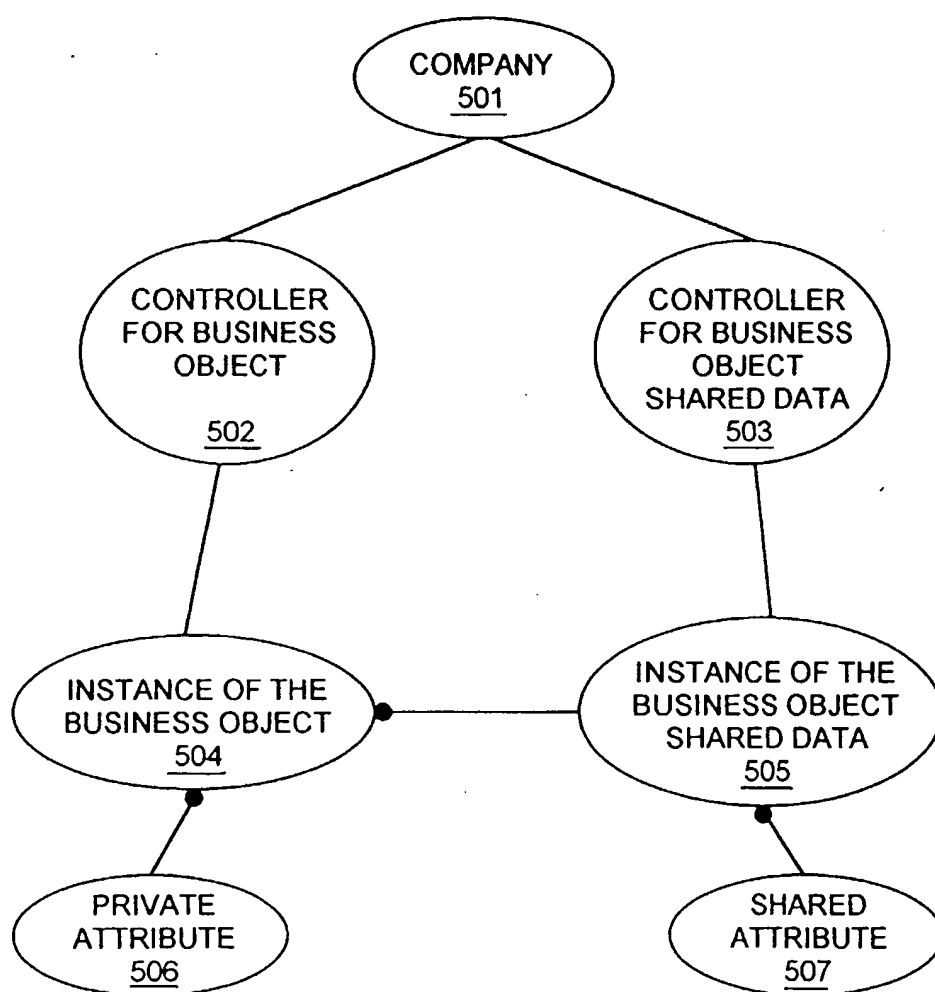 COMPANY
501
CONTROLLER
FOR BUSINESS
OBJECT
502
CONTROLLER
FOR BUSINESS
OBJECT
SHARED DATA
503
INSTANCE OF THE
BUSINESS OBJECT
504
INSTANCE OF THE
BUSINESS OBJECT
SHARED DATA
505
PRIVATE
ATTRIBUTE
506
SHARED
ATTRIBUTE
507